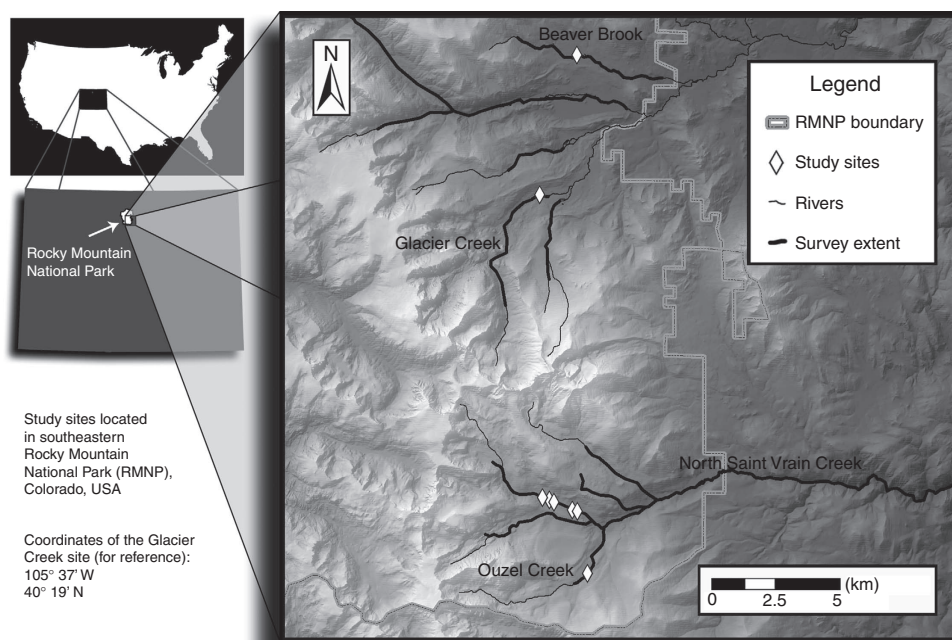 Beaver Brook
N
Legend
RMNP boundary
Study sites
Rivers
Survey extent
Glacier Creek
Rocky Mountain
National Park
North Saint Vrain Creek
Ouzel Creek
Study sites located
in southeastern
Rocky Mountain
National Park (RMNP),
Colorado, USA
Coordinates of the Glacier
Creek site (for reference):
105° 37' W
40° 19' N
(km)
0 2.5 5